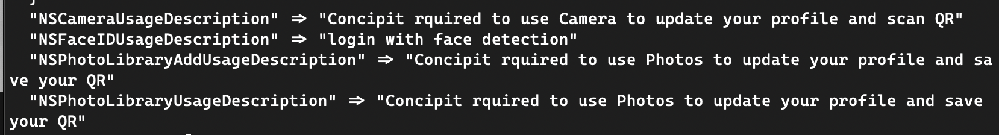 }
"NSCameraUsageDescription" => "Concipit rquired to use Camera to update your profile and scan QR"
"NSFaceIDUsageDescription" => "login with face detection"
"NSPhotoLibraryAddUsageDescription" => "Concipit rquired to use Photos to update your profile and sa
ve your QR"
"NSPhotoLibraryUsageDescription" => "Concipit rquired to use Photos to update your profile and save
your QR"